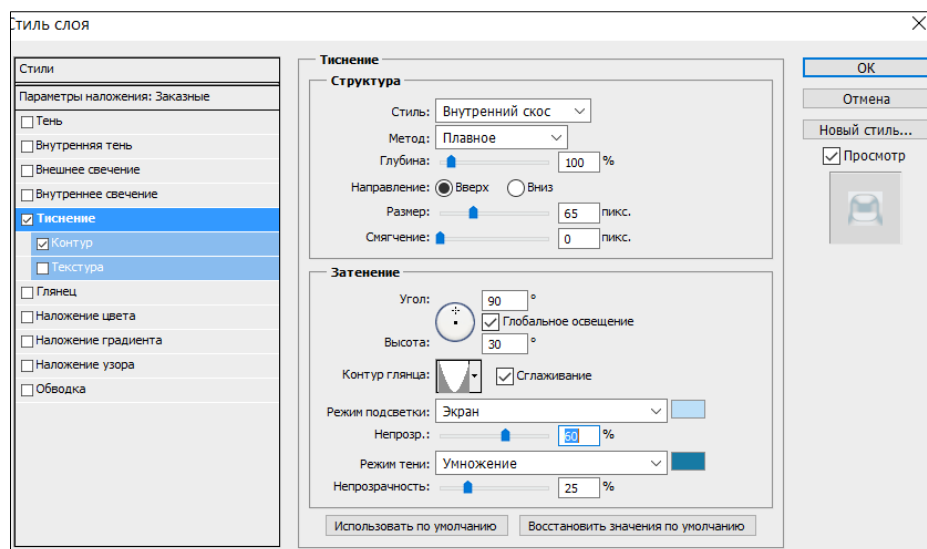 Стиль слоя
Стили
Параметры наложения: Заказные
Тень
Внутренняя тень
Внешнее свечение
Внутреннее свечение
Тиснение
Контур
Текстура
Глянец
Наложение цвета
Наложение градиента
Наложение узора
Обводка
Тиснение
Структура
Стиль: Внутренний скос
Метод: Плавное
Глубина: 100 %
Направление: Вверх Вниз
Размер: 65 пикс.
Смягчение: 0 пикс.
Затенение
Угол: 90 °
Глобальное освещение
Высота: 30 °
Контур глянца: Сглаживание
Режим подсветки: Экран
Непрозр.: 60 %
Режим тени: Умножение
Непрозрачность: 25 %
Использовать по умолчанию Восстановить значения по умолчанию
ОК
Отмена
Новый стиль...
Просмотр